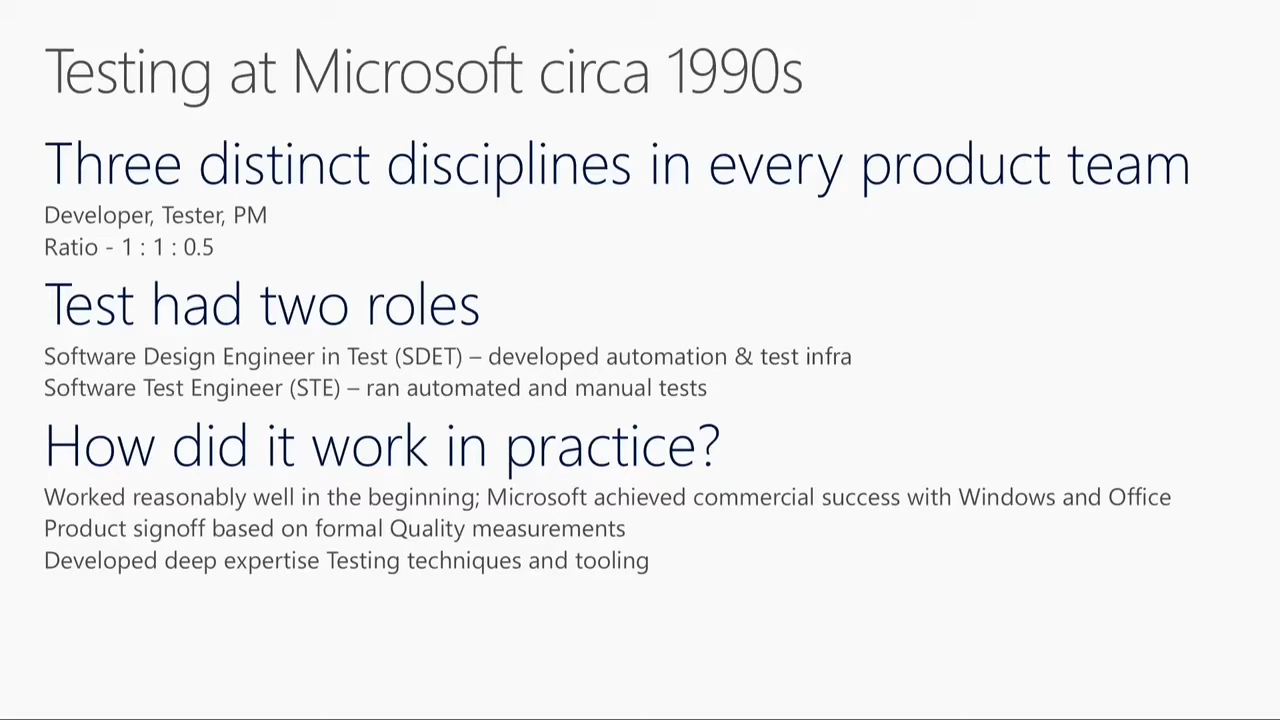 Testing at Microsoft circa 1990s
Three distinct disciplines in every product team
Developer, Tester, PM
Ratio - 1 : 1 : 0.5
Test had two roles
Software Design Engineer in Test (SDET) – developed automation & test infra
Software Test Engineer (STE) – ran automated and manual tests
How did it work in practice?
Worked reasonably well in the beginning; Microsoft achieved commercial success with Windows and Office
Product signoff based on formal Quality measurements
Developed deep expertise Testing techniques and tooling